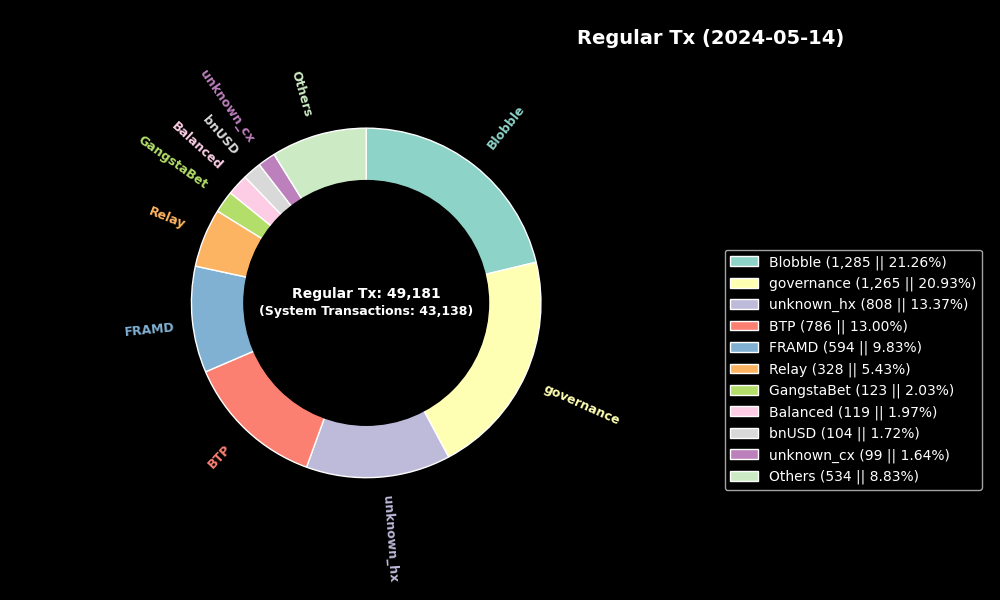 Regular Tx (2024-05-14)
Blobble
governance
unknown_hx
BTP
FRAMD
Relay
GangstaBet
Balanced
bnUSD
unknown_cx
Others
Regular Tx: 49,181
(System Transactions: 43,138)
Blobble (1,285 || 21.26%)
governance (1,265 || 20.93%)
unknown_hx (808 || 13.37%)
BTP (786 || 13.00%)
FRAMD (594 || 9.83%)
Relay (328 || 5.43%)
GangstaBet (123 || 2.03%)
Balanced (119 || 1.97%)
bnUSD (104 || 1.72%)
unknown_cx (99 || 1.64%)
Others (534 || 8.83%)